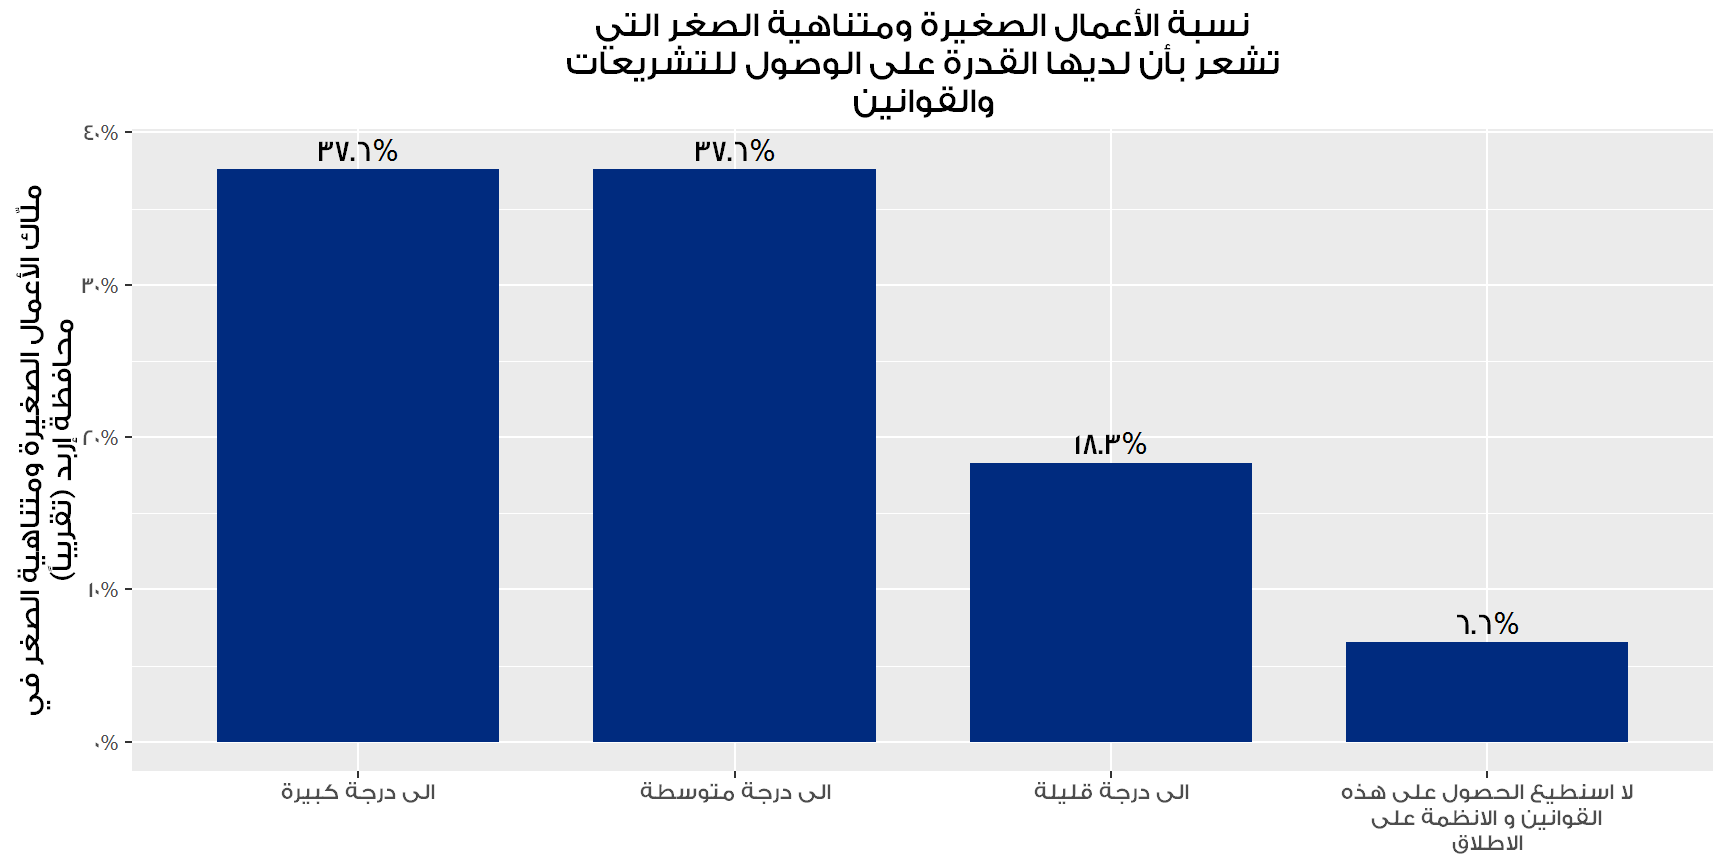 نسبة الأعمال الصغيرة ومتناهية الصغر التي
تشعر بأن لديها القدرة على الوصول للتشريعات
والقوانين
ملّاك الأعمال الصغيرة ومتناهية الصغر في
محافظة إربد (تقريباً)
٤٠%
٣٠%
٢٠%
١٠%
٠%
٣٧.٦%
٣٧.٦%
١٨.٣%
٦.٦%
الى درجة كبيرة
الى درجة متوسطة
الى درجة قليلة
لا استطيع الحصول على هذه
القوانين و الانظمة على
الاطلاق